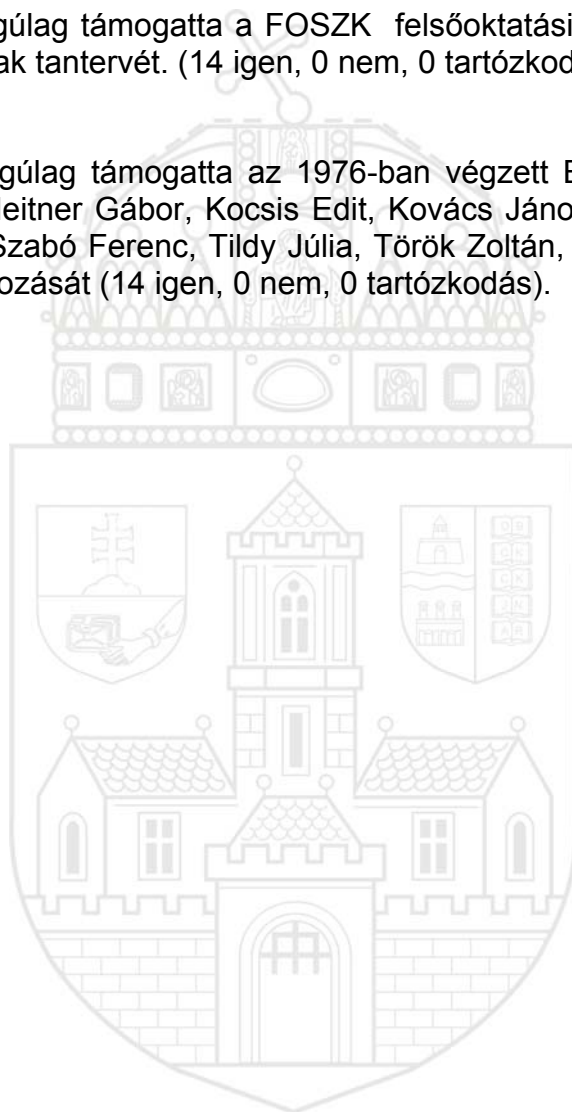 gúlag támogatta a FOSZK felsőoktatási
ak tantervét. (14 igen, 0 nem, 0 tartózkod
gúlag támogatta az 1976-ban végzett
leitner Gábor, Kocsis Edit, Kovács Jáno
Szabó Ferenc, Tildy Júlia, Török Zoltán,
ozását (14 igen, 0 nem, 0 tartózkodás).